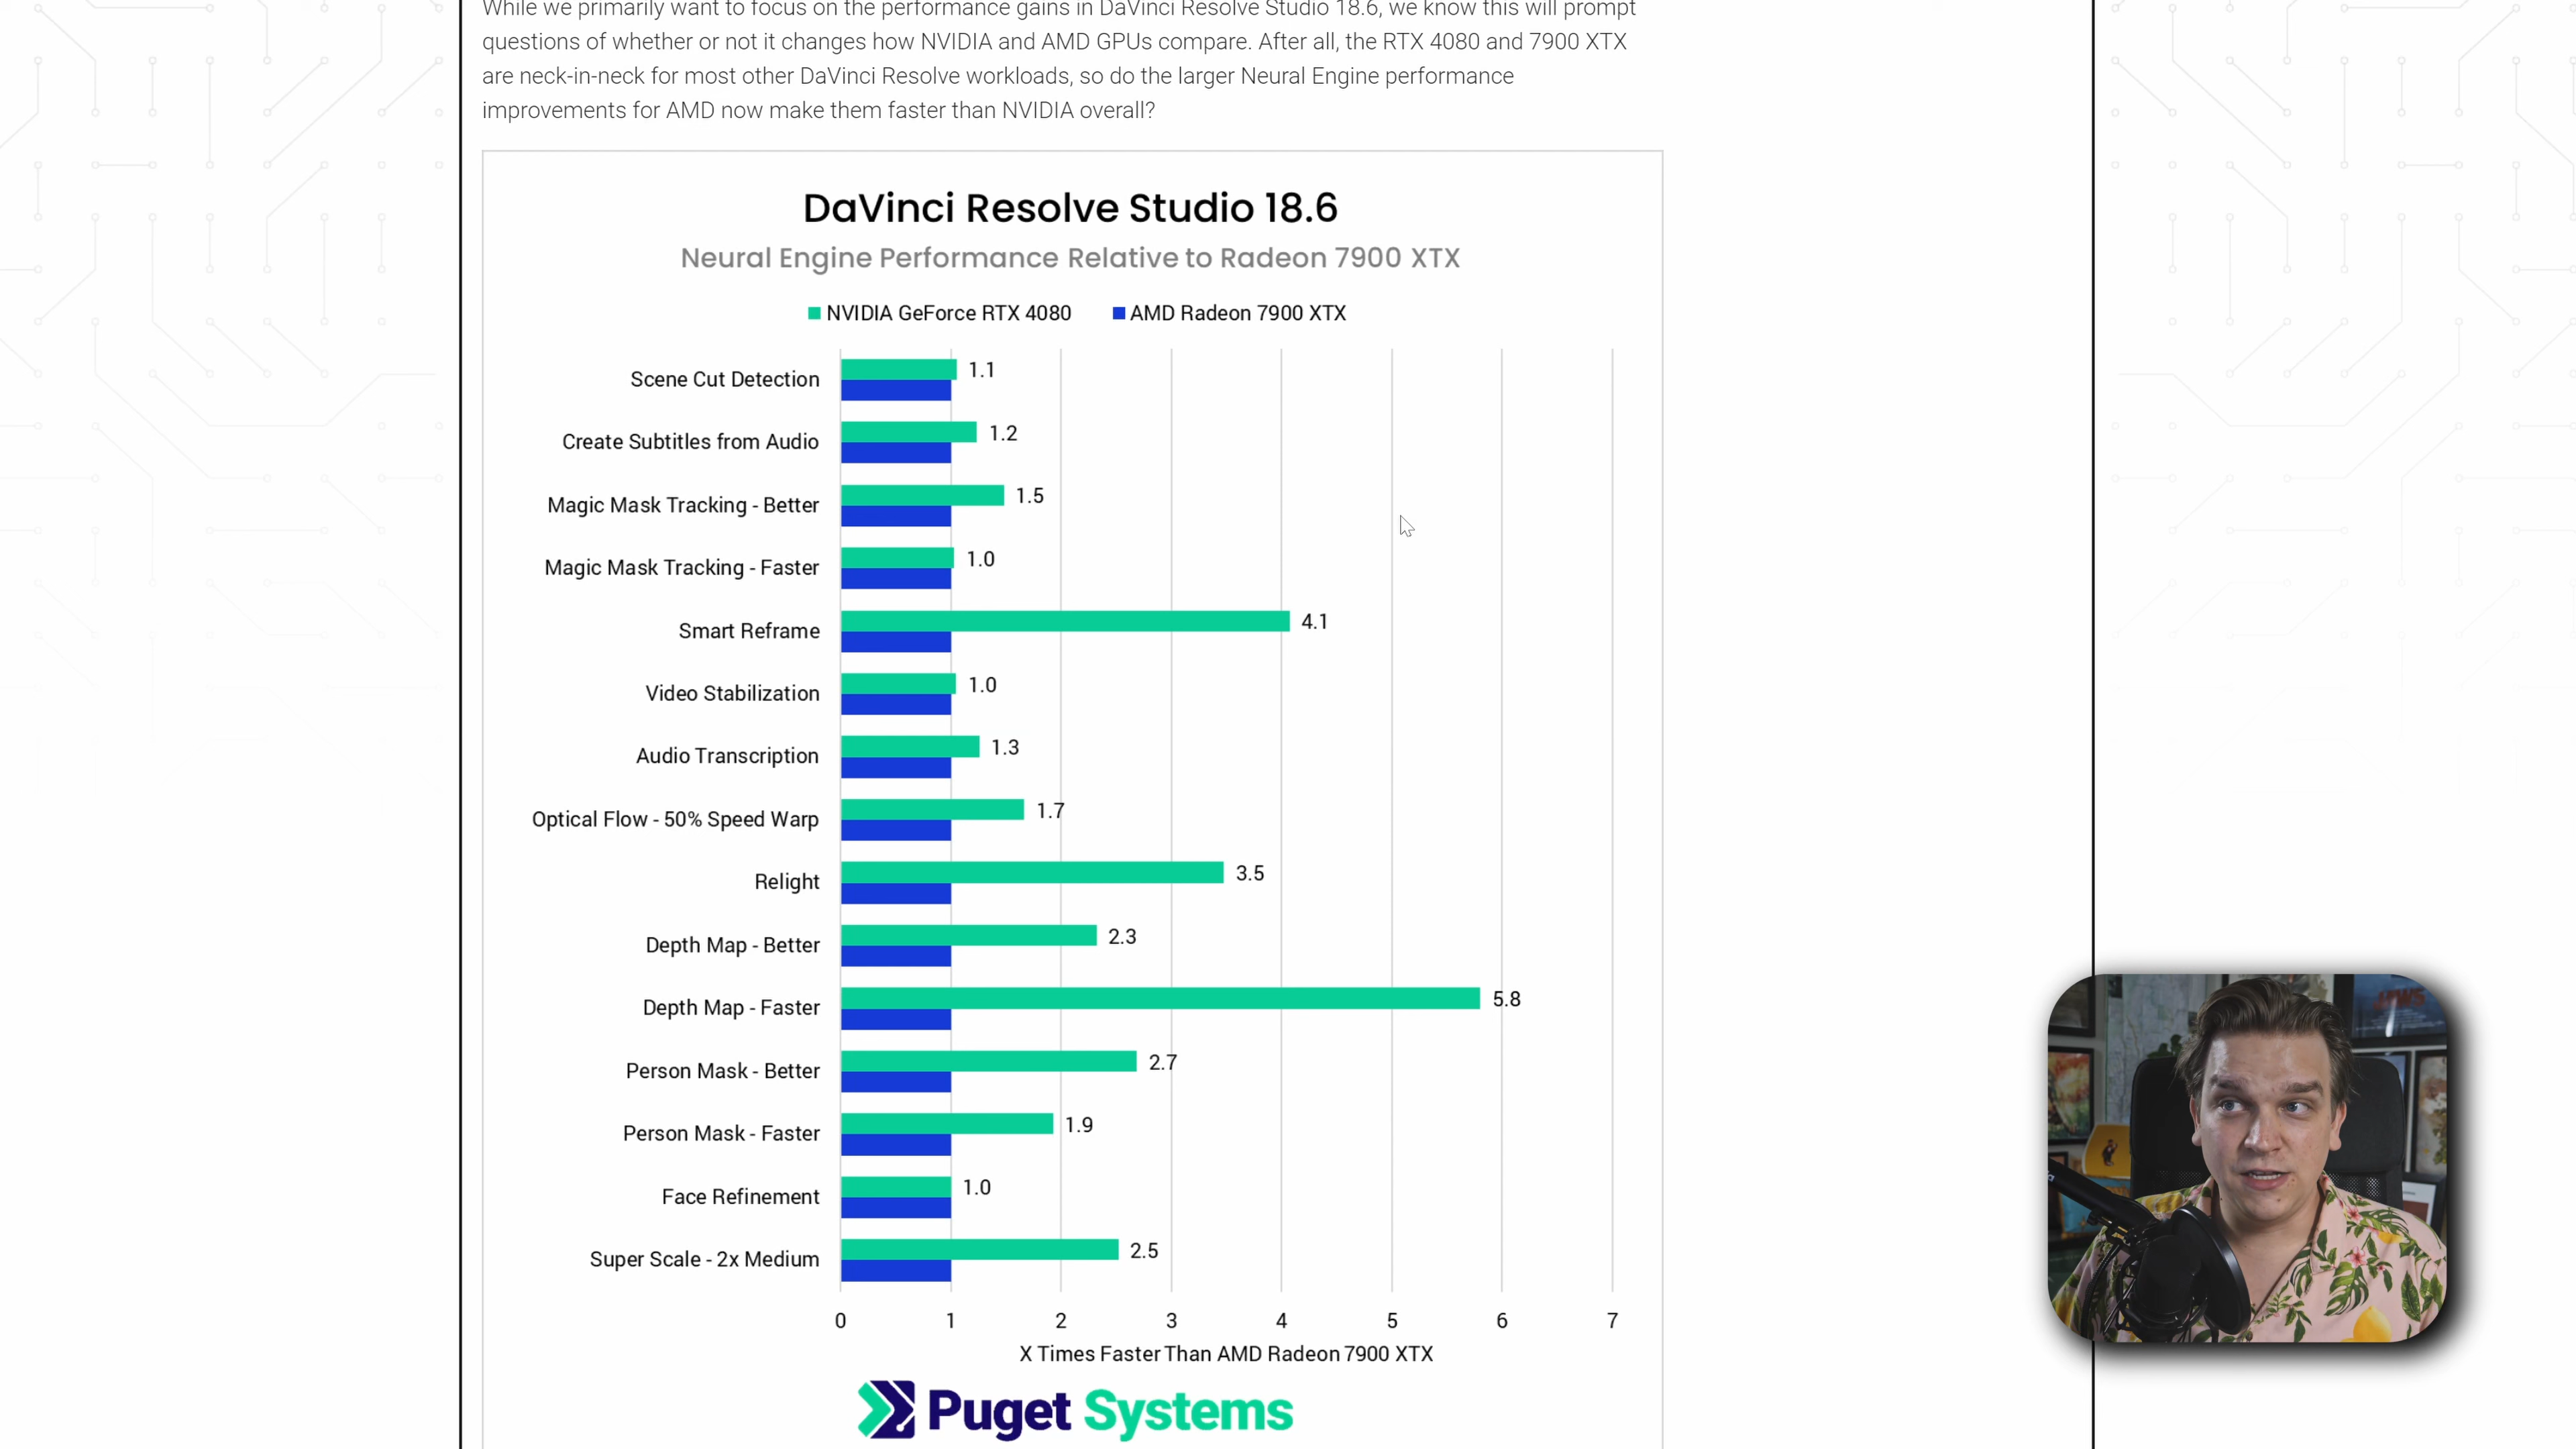 While we primarily want to focus on the performance gains in DaVinci Resolve Studio 18.6, we know this will prompt
questions of whether or not it changes how NVIDIA and AMD GPUs compare. After all, the RTX 4080 and 7900 XTX
are neck-in-neck for most other DaVinci Resolve workloads, so do the larger Neural Engine performance
improvements for AMD now make them faster than NVIDIA overall?
DaVinci Resolve Studio 18.6
Neural Engine Performance Relative to Radeon 7900 XTX
NVIDIA GeForce RTX 4080 AMD Radeon 7900 XTX
Scene Cut Detection 1.1
Create Subtitles from Audio 1.2
Magic Mask Tracking - Better 1.5
Magic Mask Tracking - Faster 1.0
Smart Reframe 4.1
Video Stabilization 1.0
Audio Transcription 1.3
Optical Flow - 50% Speed Warp 1.7
Relight 3.5
Depth Map - Better 2.3
Depth Map - Faster 5.8
Person Mask - Better 2.7
Person Mask - Faster 1.9
Face Refinement 1.0
Super Scale - 2x Medium 2.5
0 1 2 3 4 5 6 7
X Times Faster Than AMD Radeon 7900 XTX
Puget Systems